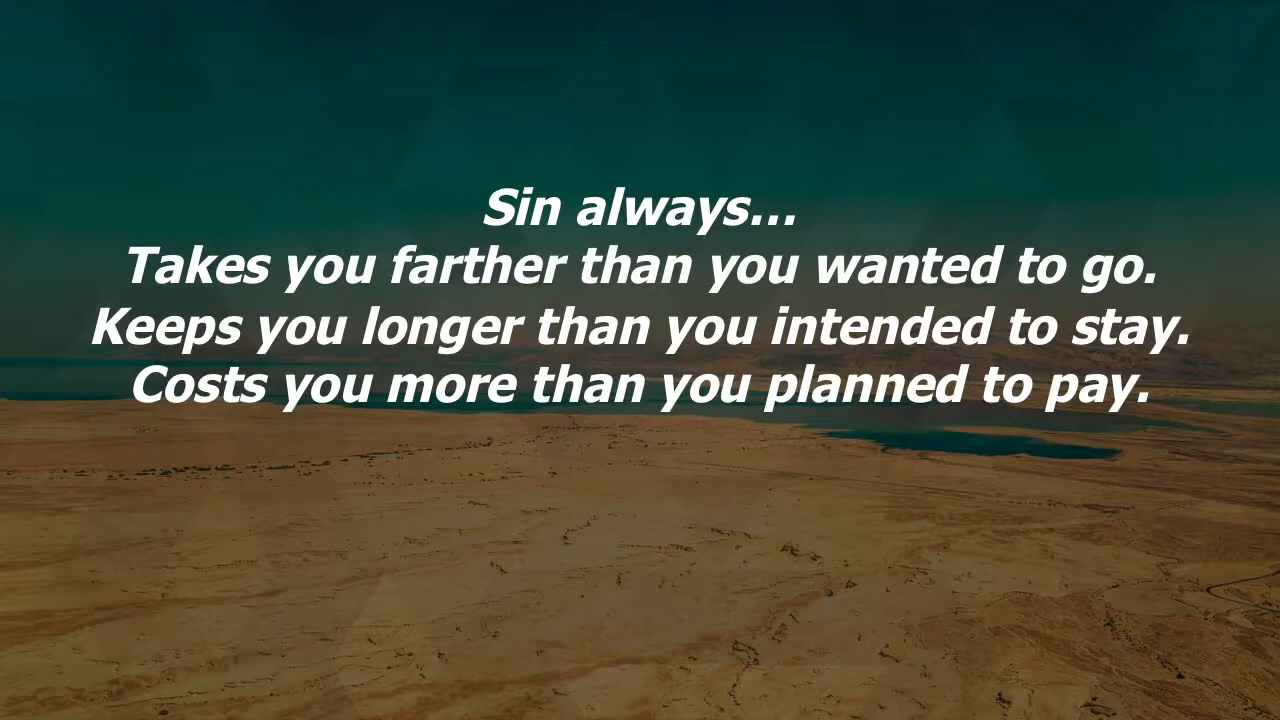 Sin always...
Takes you farther than you wanted to go.
Keeps you longer than you intended to stay.
Costs you more than you planned to pay.